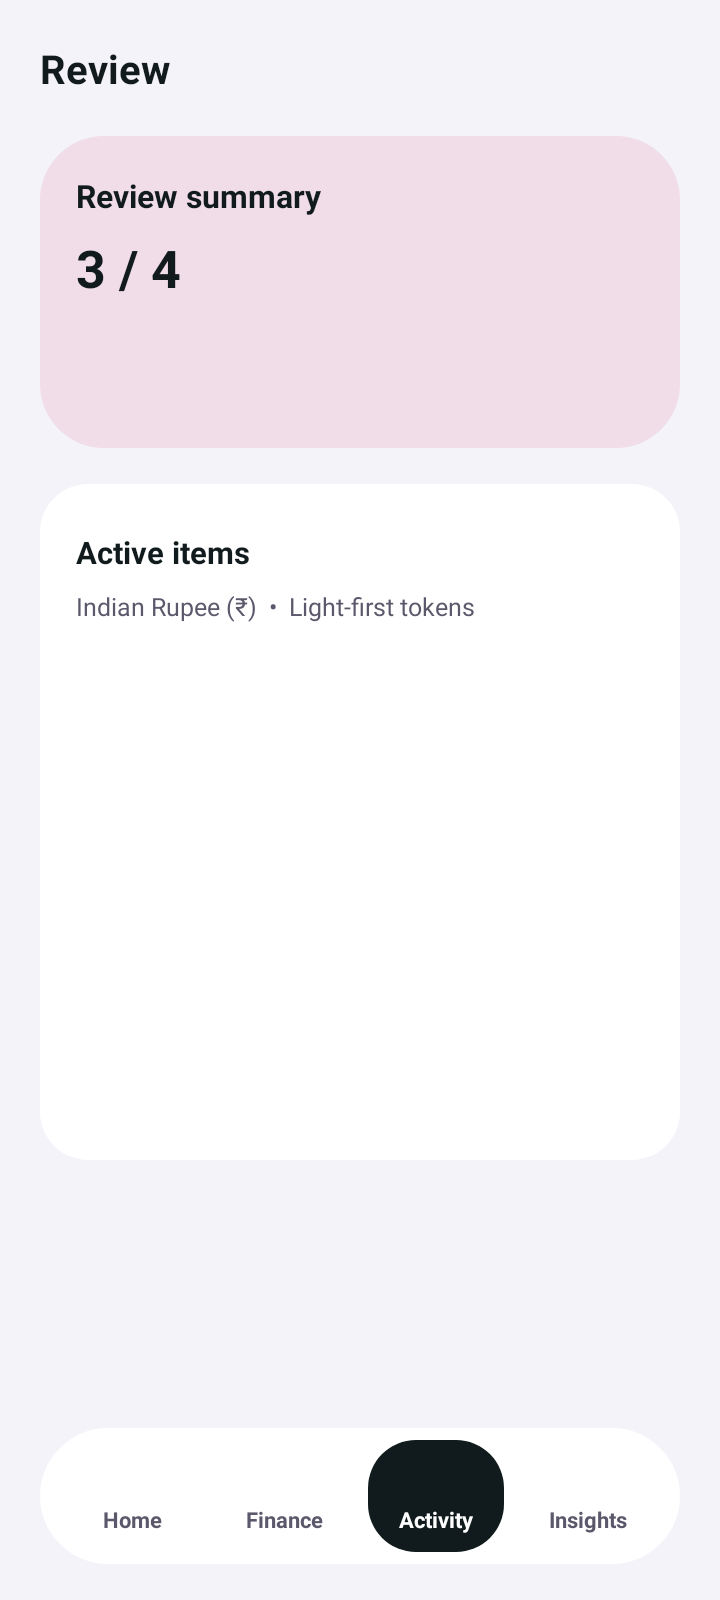 Review
Review summary
3 / 4
Active items
Indian Rupee (₹) • Light-first tokens
Home Finance Activity Insights